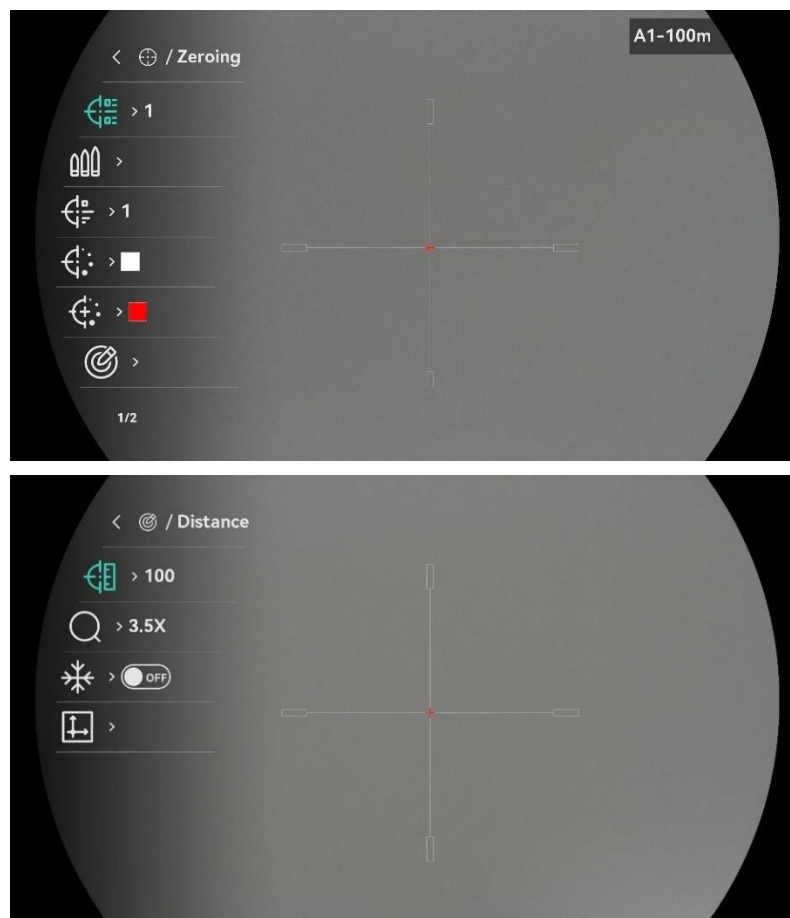 / Zeroing
A1-100m
> 1
>
> 1
>
>
>
1/2
/ Distance
> 100
> 3.5X
> OFF
>